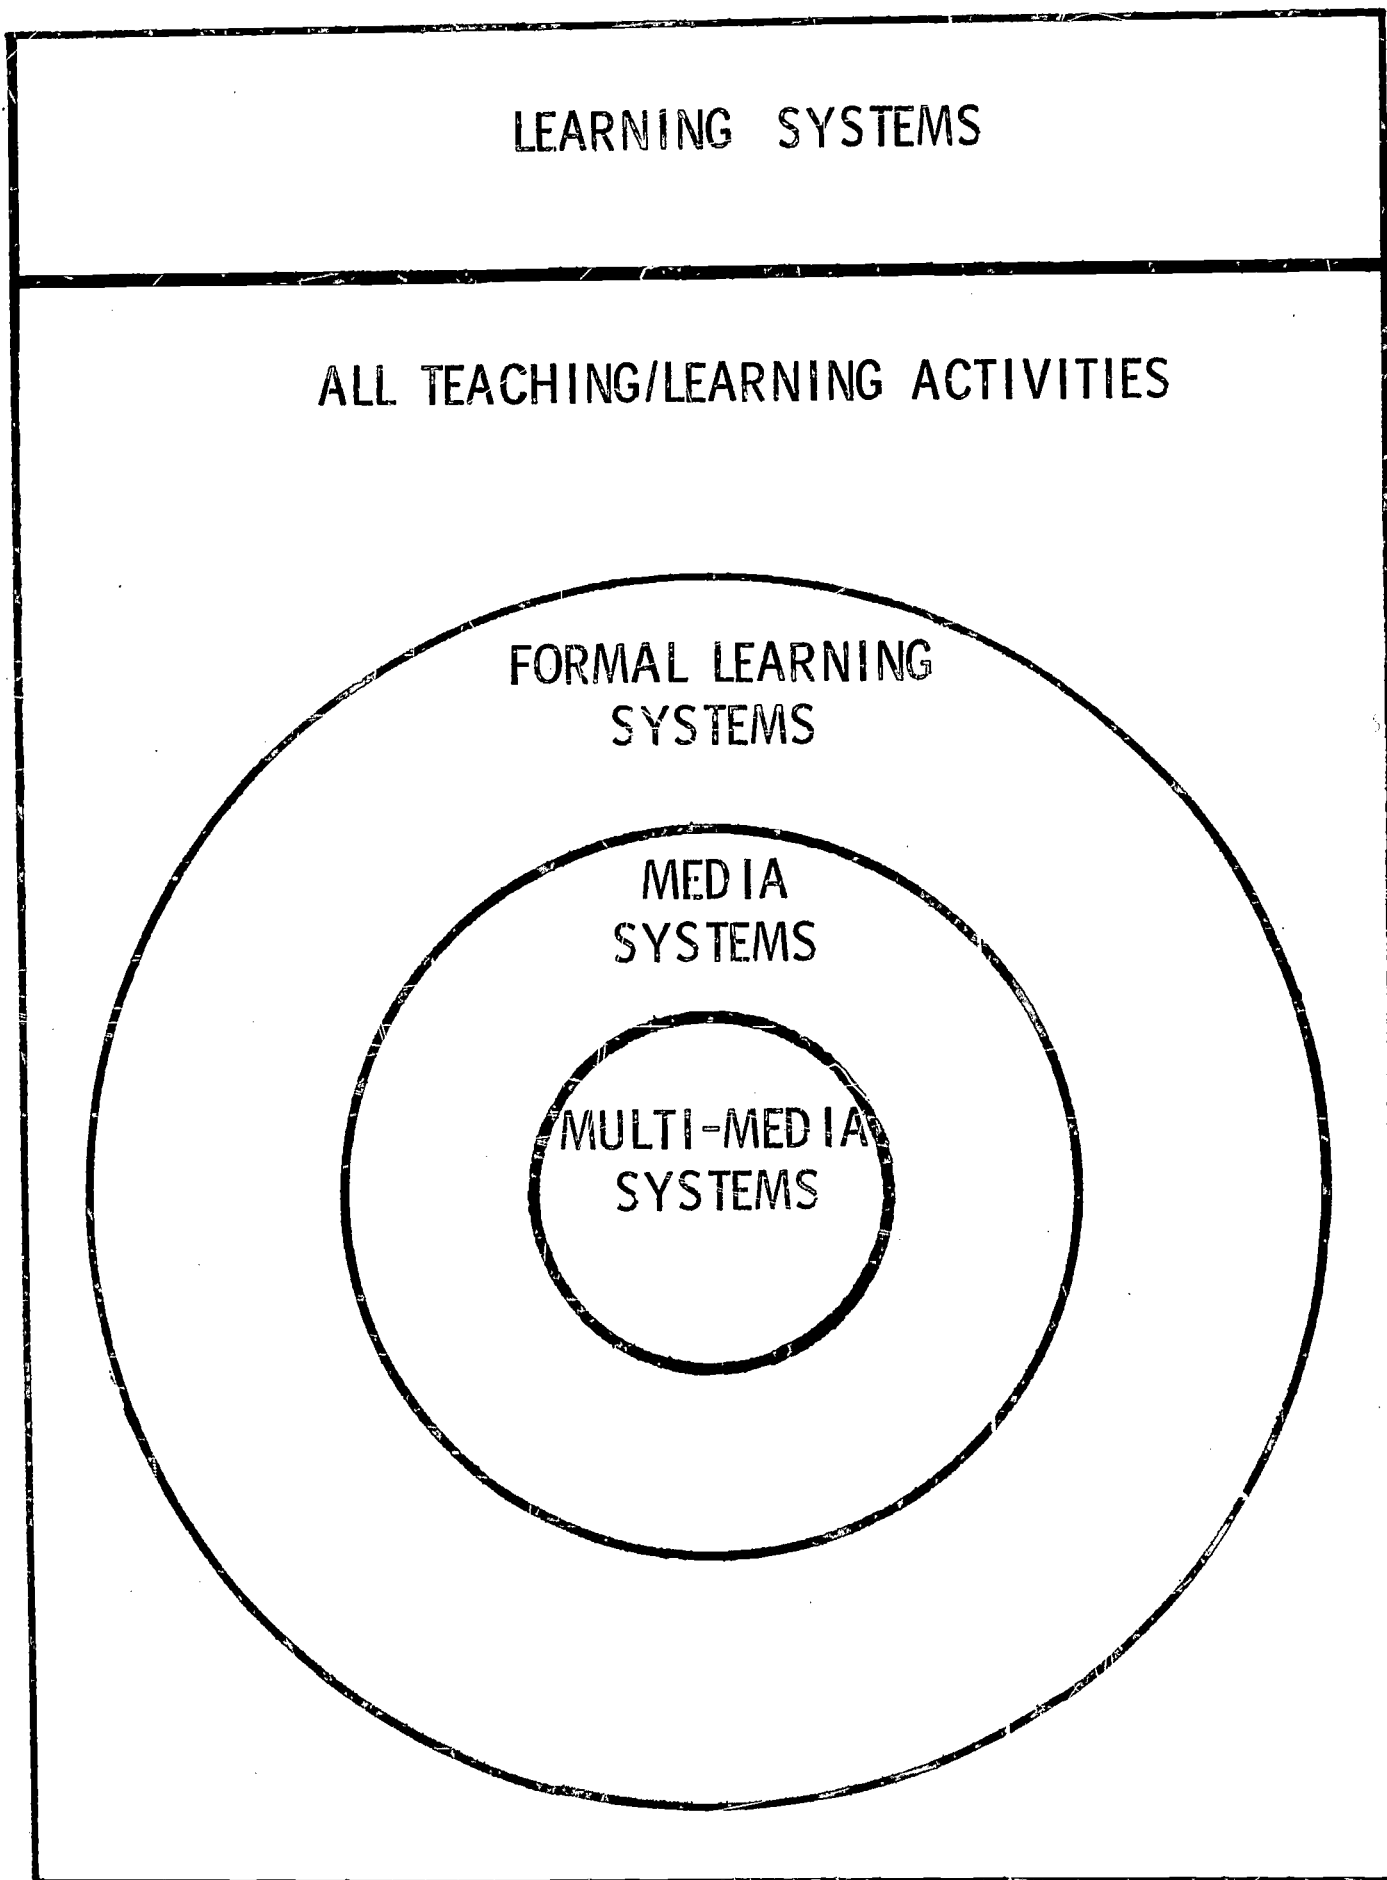 LEARNING SYSTEMS
ALL TEACHING/LEARNING ACTIVITIES
FORMAL LEARNING
SYSTEMS
MEDIA
SYSTEMS
MULTI-MEDIA
SYSTEMS